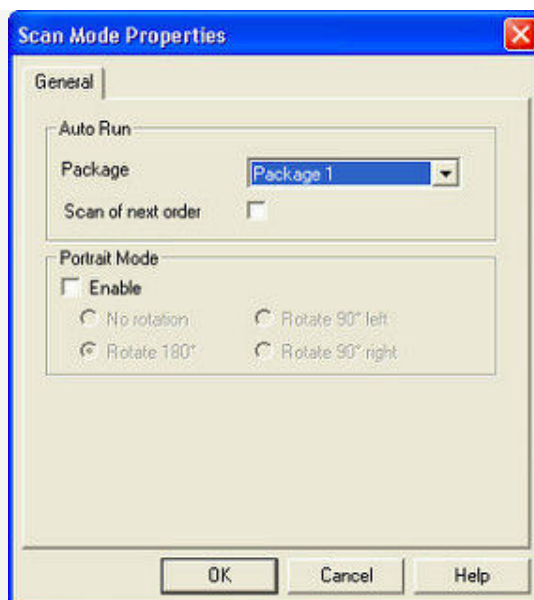 Scan Mode Properties
General
Auto Run
Package
Package 1
Scan of next order
Portrait Mode
Enable
No rotation
Rotate 90° left
Rotate 180°
Rotate 90° right
OK
Cancel
Help